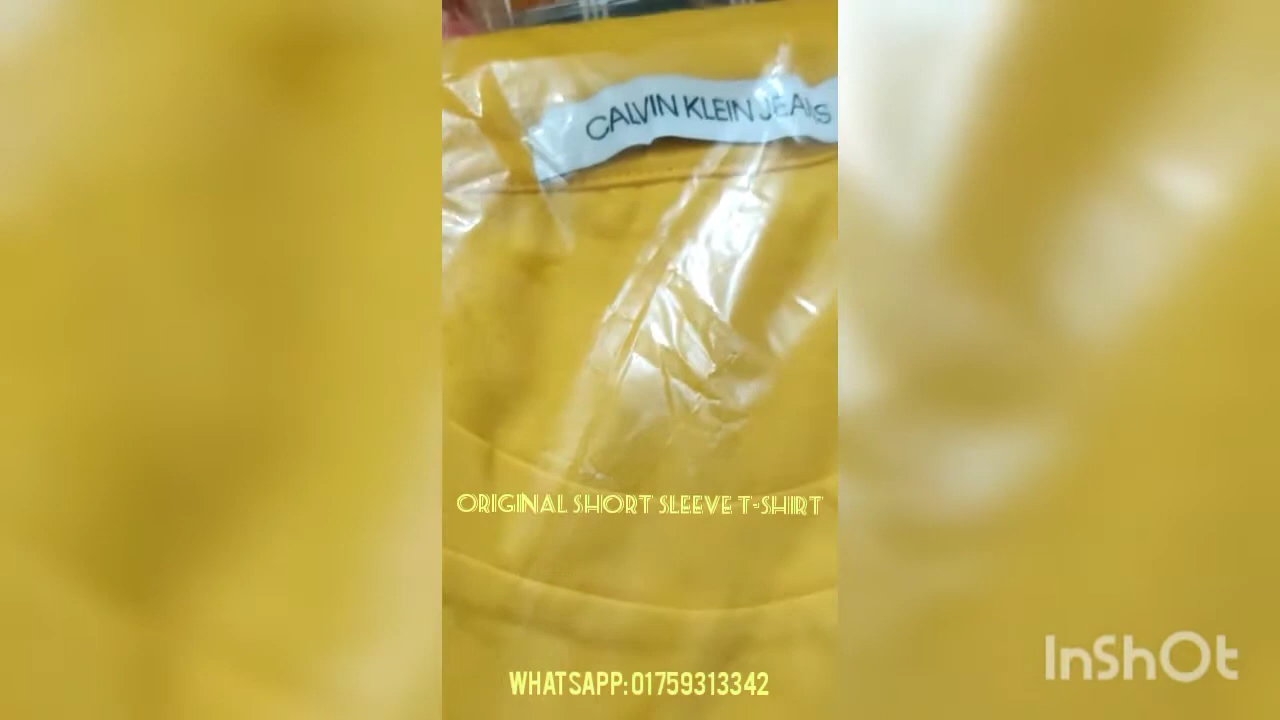 CALVIN KLEIN JEANS
ORIGINAL SHORT SLEEVE T-SHIRT
WHATSAPP: 01759313342
InShOt